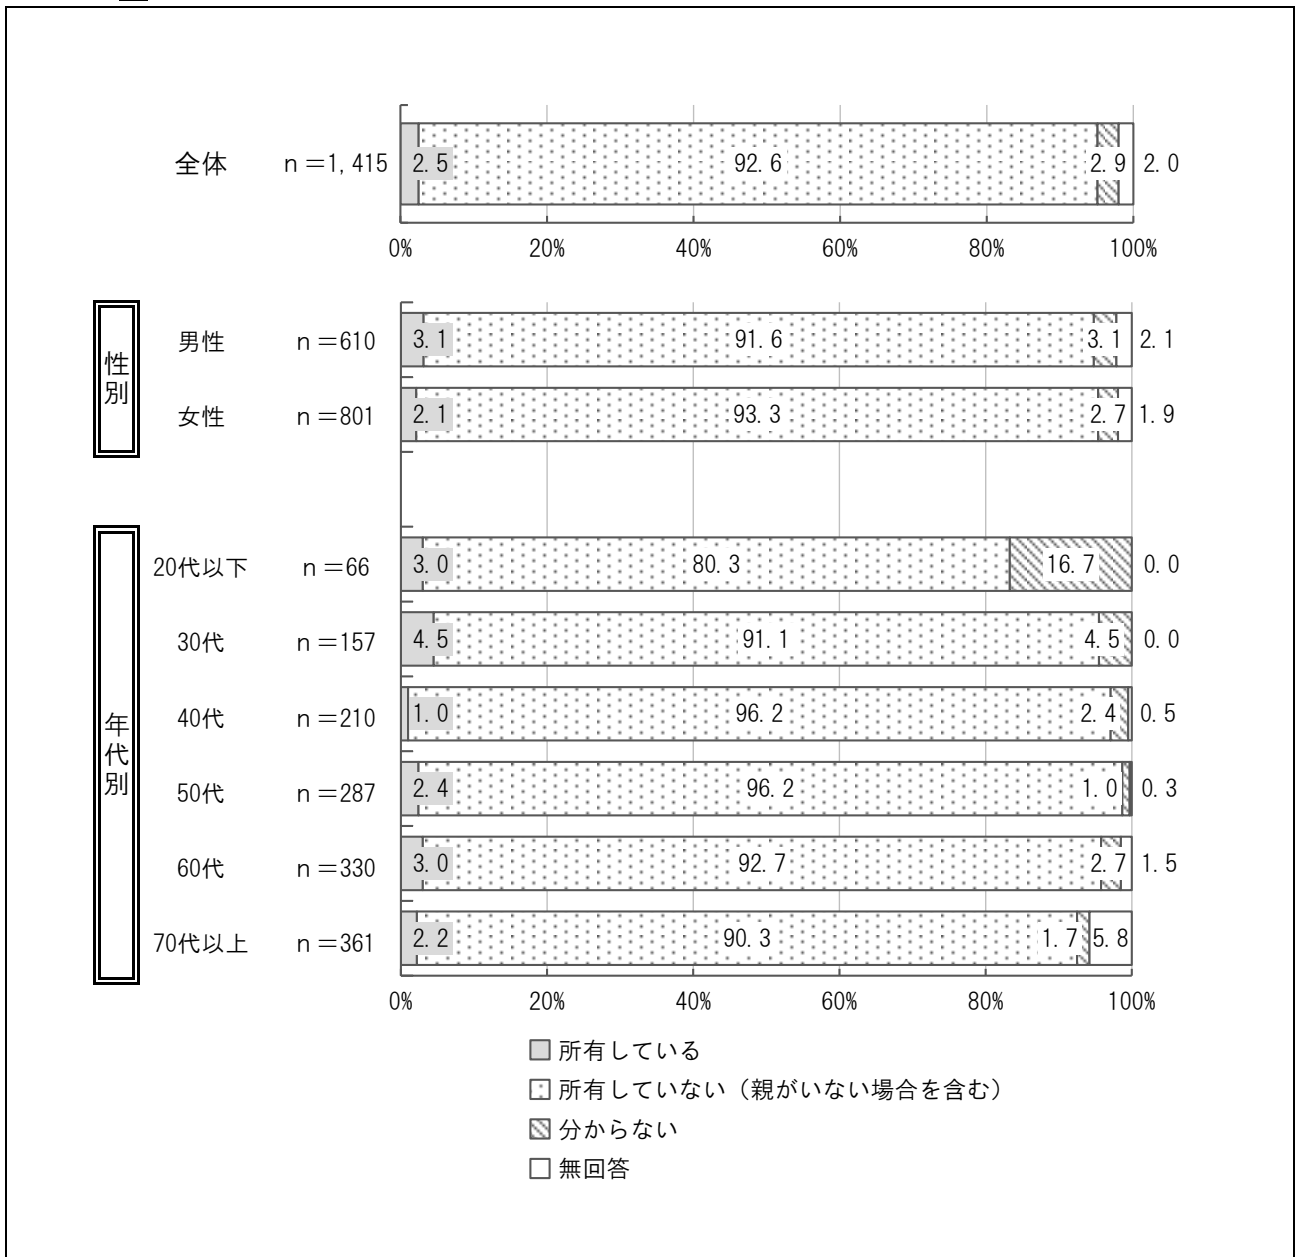 全体 n=1,415 2.5 92.6 2.9 2.0
0% 20% 40% 60% 80% 100%
性別
男性 n=610 3.1 91.6 3.1 2.1
女性 n=801 2.1 93.3 2.7 1.9
年代別
20代以下 n=66 3.0 80.3 16.7 0.0
30代 n=157 4.5 91.1 4.5 0.0
40代 n=210 1.0 96.2 2.4 0.5
50代 n=287 2.4 96.2 1.0 0.3
60代 n=330 3.0 92.7 2.7 1.5
70代以上 n=361 2.2 90.3 1.7 5.8
0% 20% 40% 60% 80% 100%
所有している
所有していない（親がいない場合を含む）
分からない
無回答